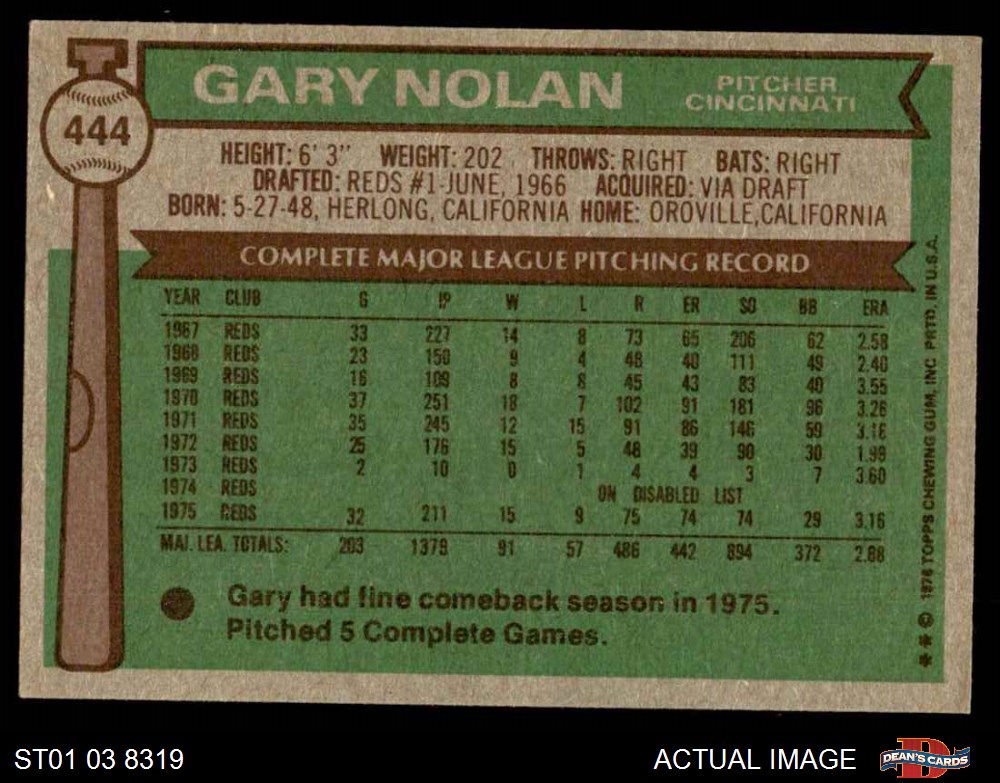 444
GARY NOLAN
PITCHER
CINCINNATI
HEIGHT: 6' 3" WEIGHT: 202 THROWS: RIGHT BATS: RIGHT
DRAFTED: REDS #1-JUNE, 1966 ACQUIRED: VIA DRAFT
BORN: 5-27-48, HERLONG, CALIFORNIA HOME: OROVILLE, CALIFORNIA
COMPLETE MAJOR LEAGUE PITCHING RECORD
YEAR CLUB G IP W L R ER SO BB ERA
1967 REDS 33 227 14 8 73 65 206 62 2.58
1968 REDS 23 150 9 4 48 40 111 49 2.40
1969 REDS 16 109 8 8 45 43 83 40 3.55
1970 REDS 37 251 18 7 102 91 181 96 3.26
1971 REDS 35 245 12 15 91 86 146 59 3.16
1972 REDS 25 176 15 5 48 39 90 30 1.99
1973 REDS 2 10 0 1 4 4 3 7 3.60
1974 REDS ON DISABLED LIST
1975 REDS 32 211 15 9 75 74 74 29 3.16
MAJ. LEA. TOTALS: 203 1379 91 57 486 442 894 372 2.88
Gary had fine comeback season in 1975.
Pitched 5 Complete Games.
** © 1976 TOPPS CHEWING GUM, INC. PRTD. IN U.S.A.
ST01 03 8319
ACTUAL IMAGE
D
DEAN'S CARDS